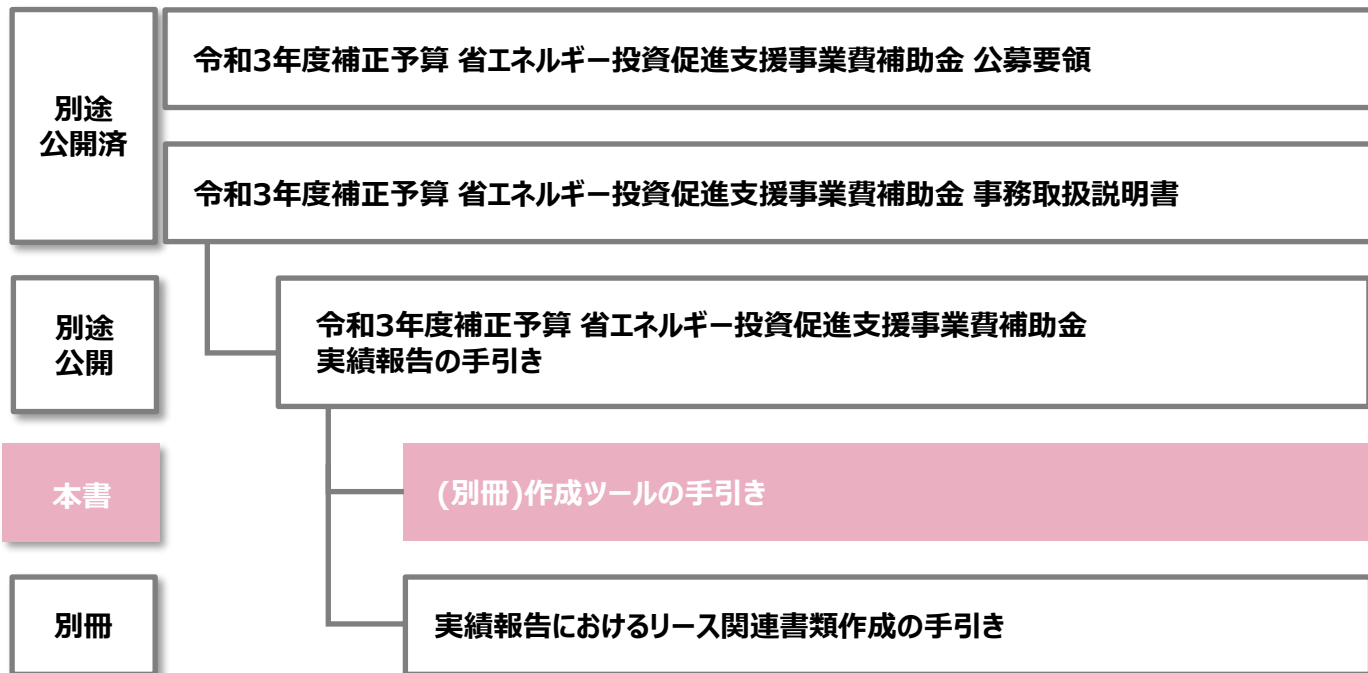 別途
公開済
令和3年度補正予算 省エネルギー投資促進支援事業費補助金 公募要領
令和3年度補正予算 省エネルギー投資促進支援事業費補助金 事務取扱説明書
別途
公開
令和3年度補正予算 省エネルギー投資促進支援事業費補助金
実績報告の手引き
本書
(別冊)作成ツールの手引き
別冊
実績報告におけるリース関連書類作成の手引き